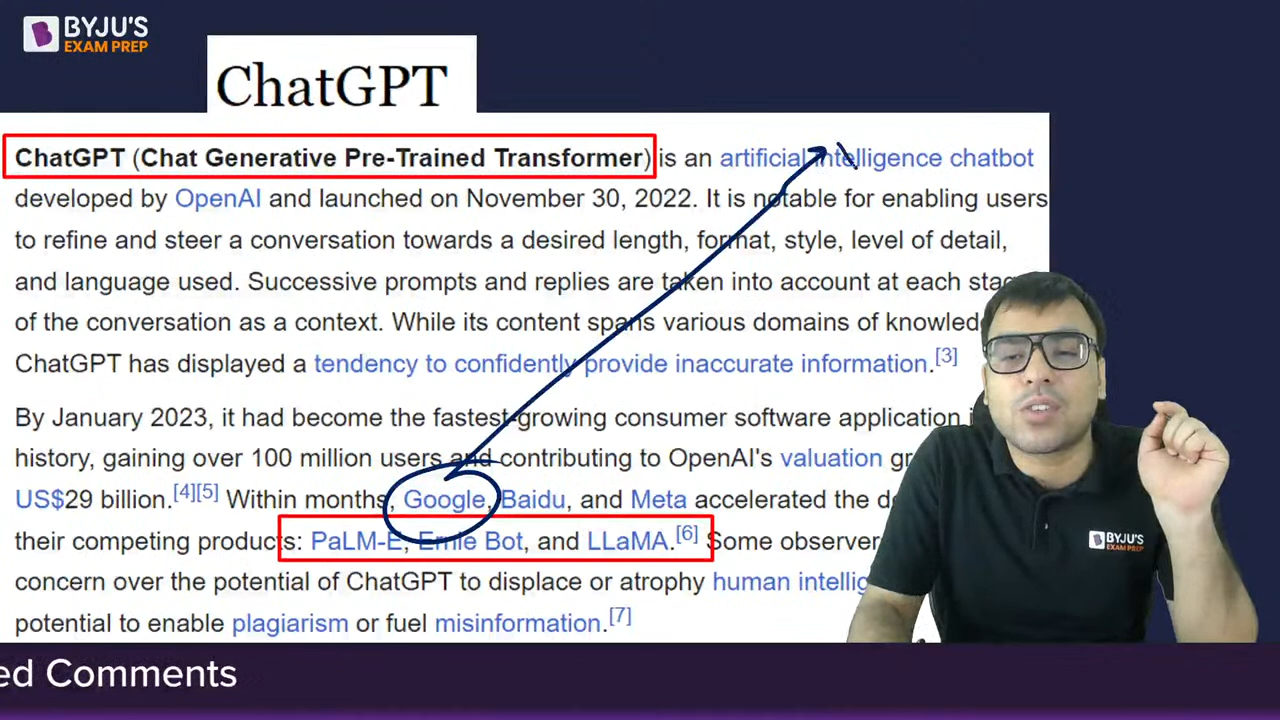 BYJU'S
EXAM PREP
ChatGPT
ChatGPT (Chat Generative Pre-Trained Transformer) is an artificial intelligence chatbot
developed by OpenAI and launched on November 30, 2022. It is notable for enabling users
to refine and steer a conversation towards a desired length, format, style, level of detail,
and language used. Successive prompts and replies are taken into account at each stag
of the conversation as a context. While its content spans various domains of knowled
ChatGPT has displayed a tendency to confidently provide inaccurate information.[3]
By January 2023, it had become the fastest-growing consumer software application i
history, gaining over 100 million users and contributing to OpenAI's valuation gr
US$29 billion.[4][5] Within months, Google, Baidu, and Meta accelerated the de
their competing products: PaLM-E, Ernie Bot, and LLaMA.[6] Some observer
concern over the potential of ChatGPT to displace or atrophy human intellig
potential to enable plagiarism or fuel misinformation.[7]
BYJU'S
EXAM PREP
ed Comments